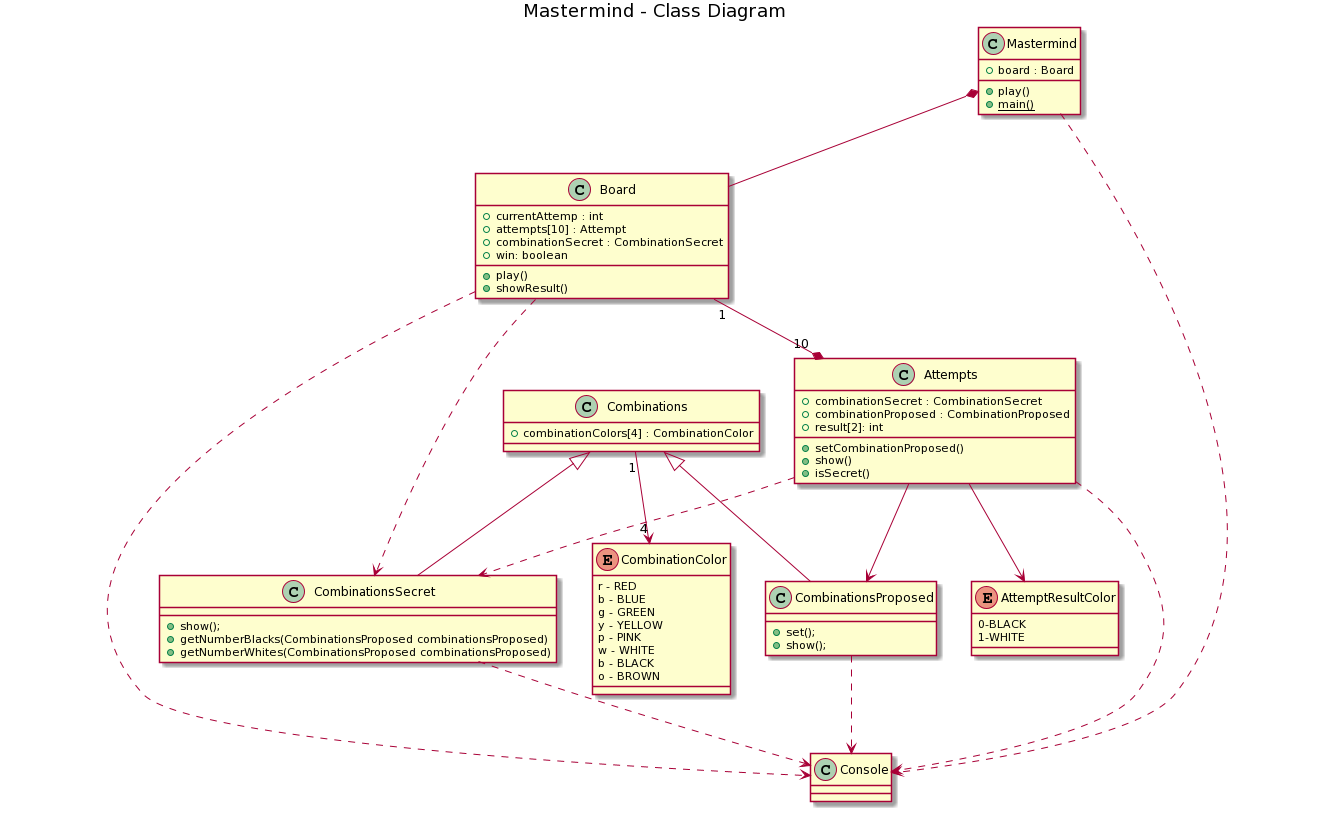 Mastermind - Class Diagram
C Mastermind
board : Board
play()
main()
C Board
currentAttemp : int
attempts[10] : Attempt
combinationSecret : CombinationSecret
win: boolean
play()
showResult()
1
10
C Attempts
combinationSecret : CombinationSecret
combinationProposed : CombinationProposed
result[2]: int
setCombinationProposed()
show()
isSecret()
C Combinations
combinationColors[4] : CombinationColor
1
4
C CombinationsSecret
show();
getNumberBlacks(CombinationsProposed combinationsProposed)
getNumberWhites(CombinationsProposed combinationsProposed)
E CombinationColor
r - RED
b - BLUE
g - GREEN
y - YELLOW
p - PINK
w - WHITE
b - BLACK
o - BROWN
C CombinationsProposed
set();
show();
E AttemptResultColor
0-BLACK
1-WHITE
C Console